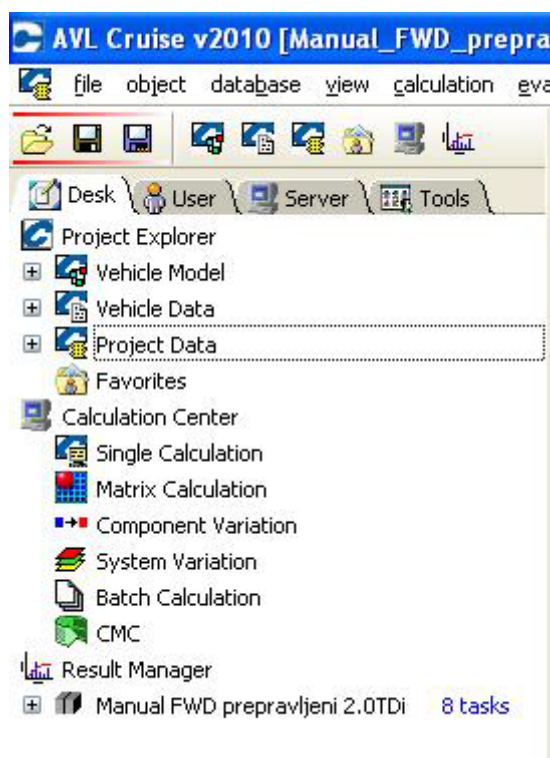 AVL Cruise v2010 [Manual_FWD_prepra
file object database view calculation eva
Desk User Server Tools
Project Explorer
Vehicle Model
Vehicle Data
Project Data
Favorites
Calculation Center
Single Calculation
Matrix Calculation
Component Variation
System Variation
Batch Calculation
CMC
Result Manager
Manual FWD prepravljeni 2.0TDi 8 tasks